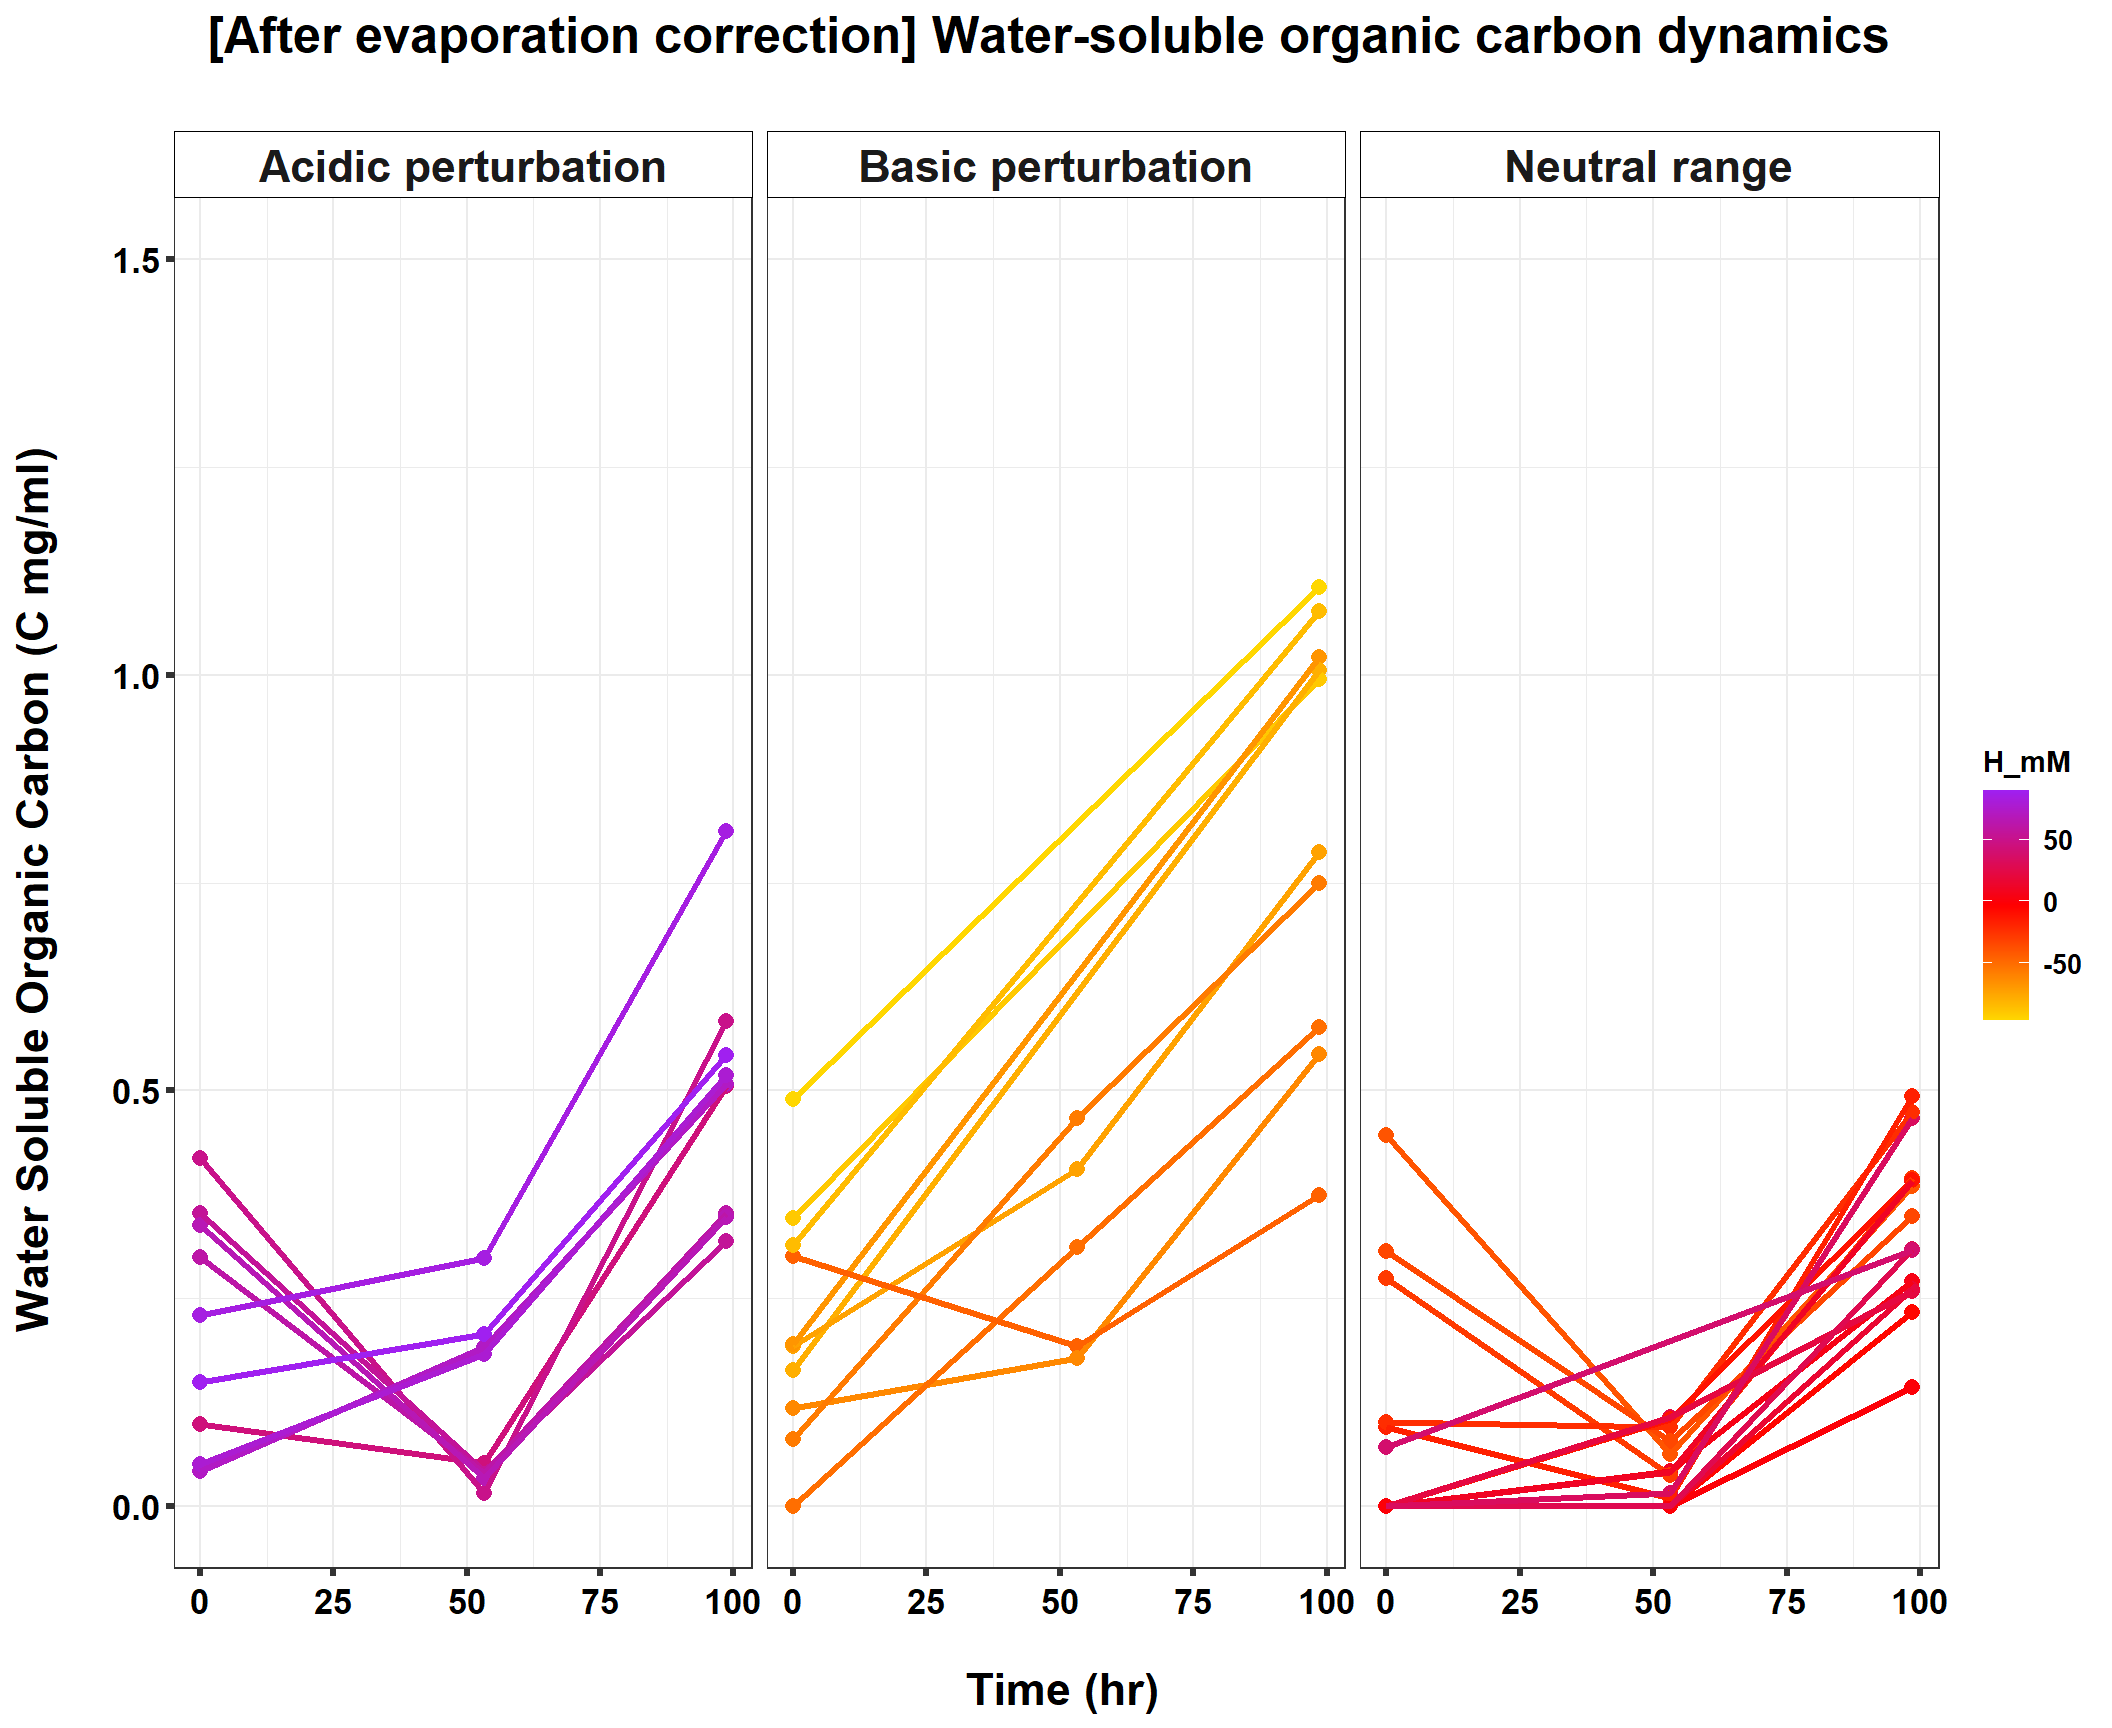 [After evaporation correction] Water-soluble organic carbon dynamics
Acidic perturbation
Basic perturbation
Neutral range
Water Soluble Organic Carbon (C mg/ml)
1.5
1.0
0.5
0.0
0 25 50 75 100
0 25 50 75 100
0 25 50 75 100
Time (hr)
H_mM
50
0
-50